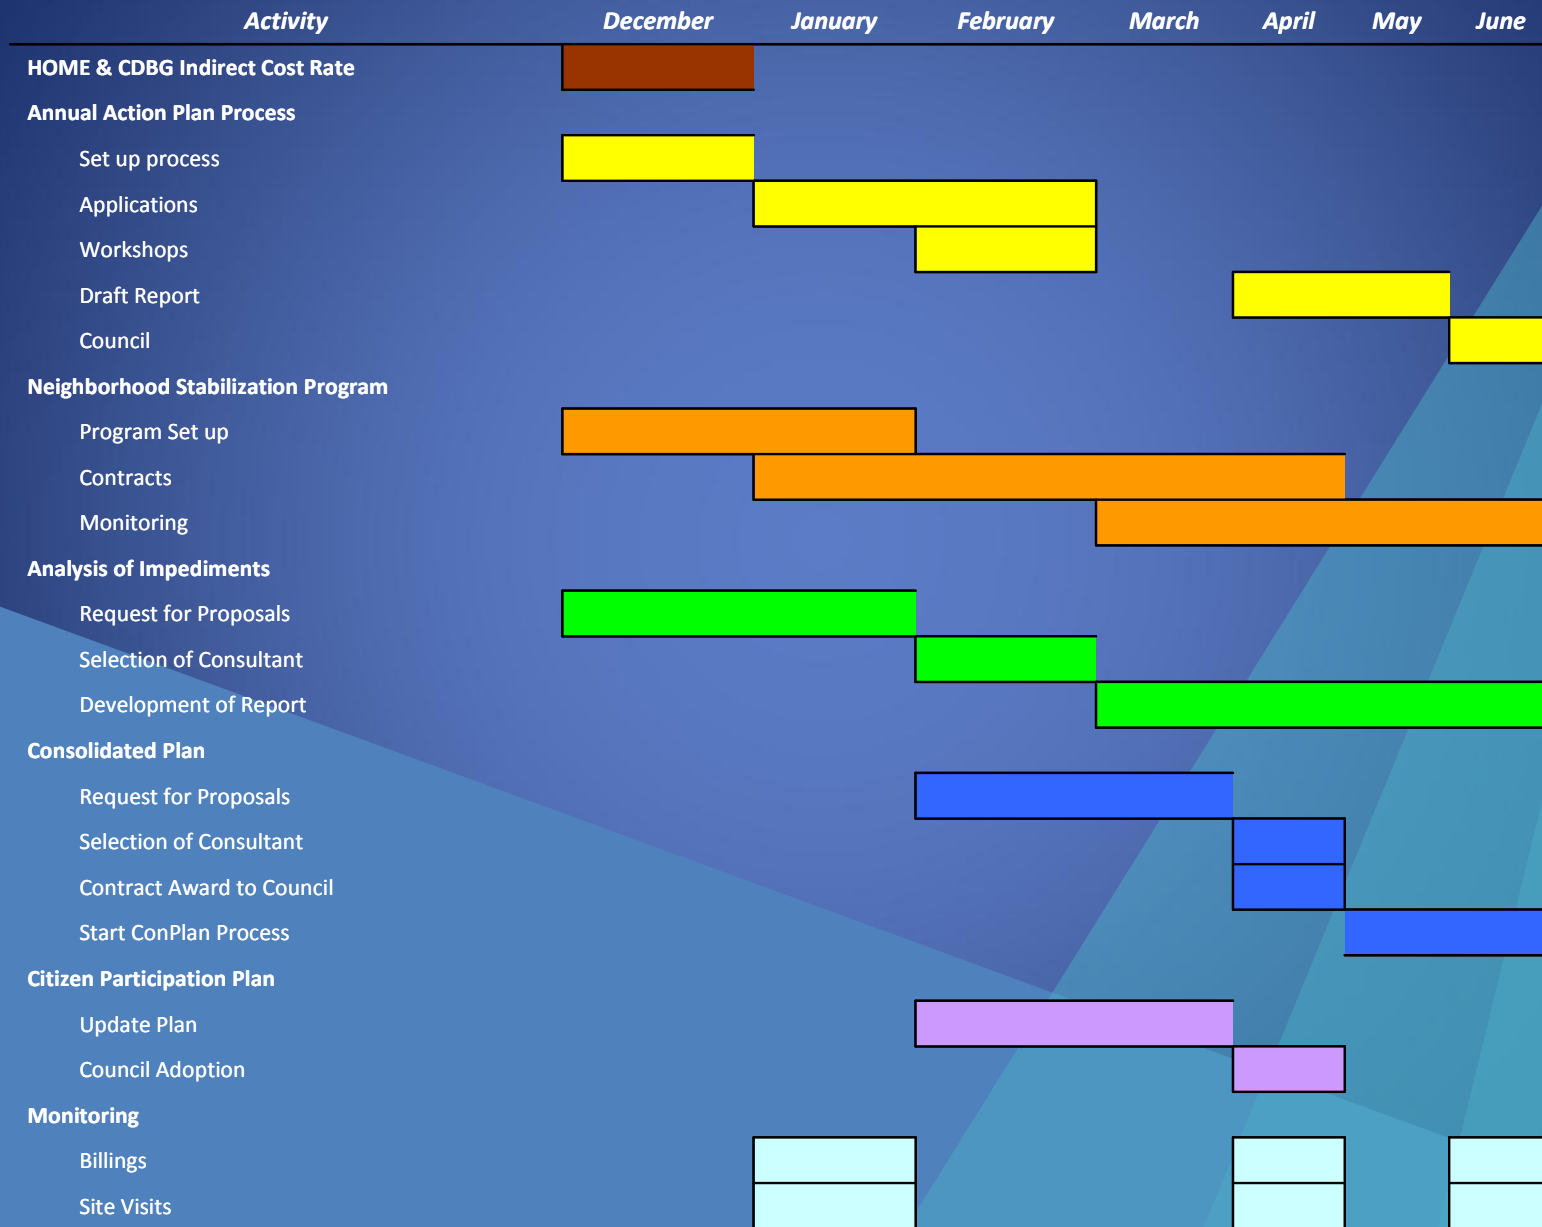 Activity December January February March April May June
HOME & CDBG Indirect Cost Rate
Annual Action Plan Process
Set up process
Applications
Workshops
Draft Report
Council
Neighborhood Stabilization Program
Program Set up
Contracts
Monitoring
Analysis of Impediments
Request for Proposals
Selection of Consultant
Development of Report
Consolidated Plan
Request for Proposals
Selection of Consultant
Contract Award to Council
Start ConPlan Process
Citizen Participation Plan
Update Plan
Council Adoption
Monitoring
Billings
Site Visits